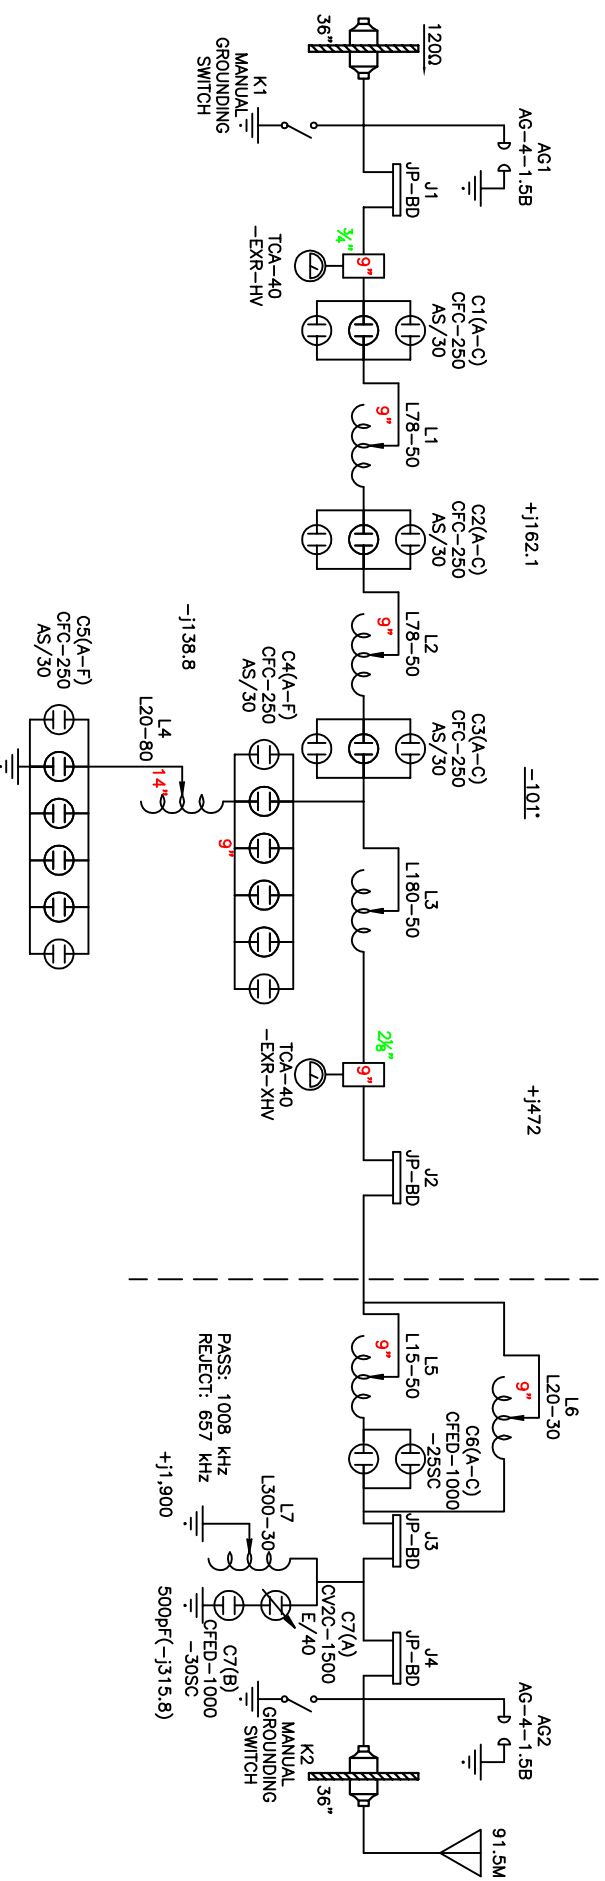 120Ω
36"
AG1
AG-4-1.5B
K1
MANUAL
GROUNDING
SWITCH
J1
JP-BD
3/4"
9"
TCA-40
-EXR-HV
C1(A-C)
CFC-250
AS/30
L1
L78-50
9"
+j162.1
C2(A-C)
CFC-250
AS/30
L2
L78-50
9"
-j138.8
C3(A-C)
CFC-250
AS/30
C4(A-F)
CFC-250
AS/30
9"
L4
L20-80
14"
C5(A-F)
CFC-250
AS/30
-101°
L3
L180-50
+j472
2⅛"
9"
TCA-40
-EXR-XHV
J2
JP-BD
L6
L20-30
9"
L5
L15-50
9"
C6(A-C)
CFED-1000
-25SC
PASS: 1008 kHz
REJECT: 657 kHz
J3
JP-BD
L7
L300-30
+j1,900
C7(A)
CV2C-1500
E/40
C7(B)
CFED-1000
-30SC
500pF(-j315.8)
J4
JP-BD
AG2
AG-4-1.5B
K2
MANUAL
GROUNDING
SWITCH
36"
91.5M